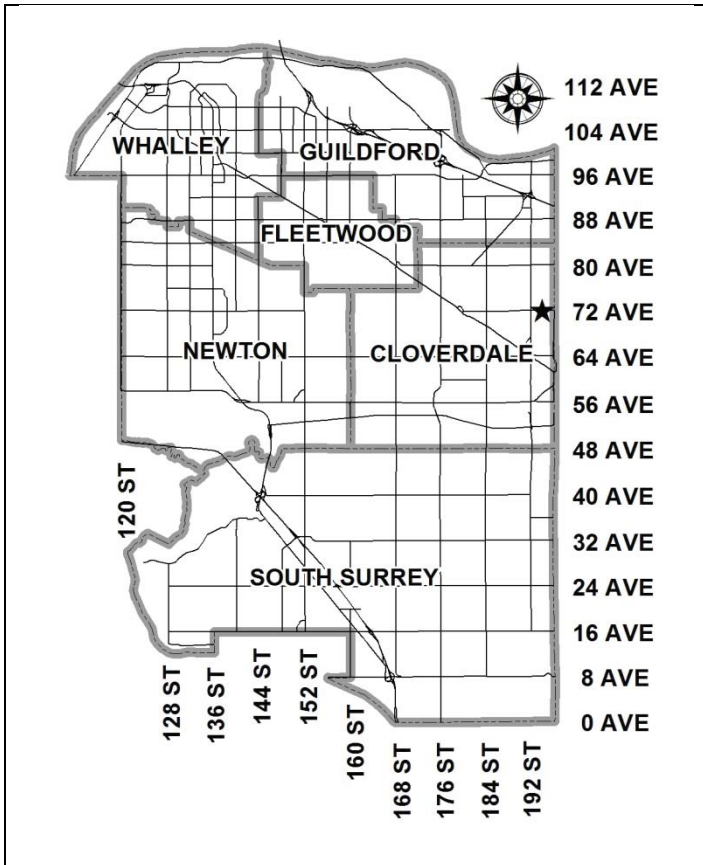 112 AVE
104 AVE
WHALLEY
GUILDFORD
96 AVE
88 AVE
FLEETWOOD
80 AVE
72 AVE
NEWTON
CLOVERDALE
64 AVE
56 AVE
48 AVE
120 ST
40 AVE
32 AVE
SOUTH SURREY
24 AVE
16 AVE
8 AVE
0 AVE
128 ST
136 ST
144 ST
152 ST
160 ST
168 ST
176 ST
184 ST
192 ST